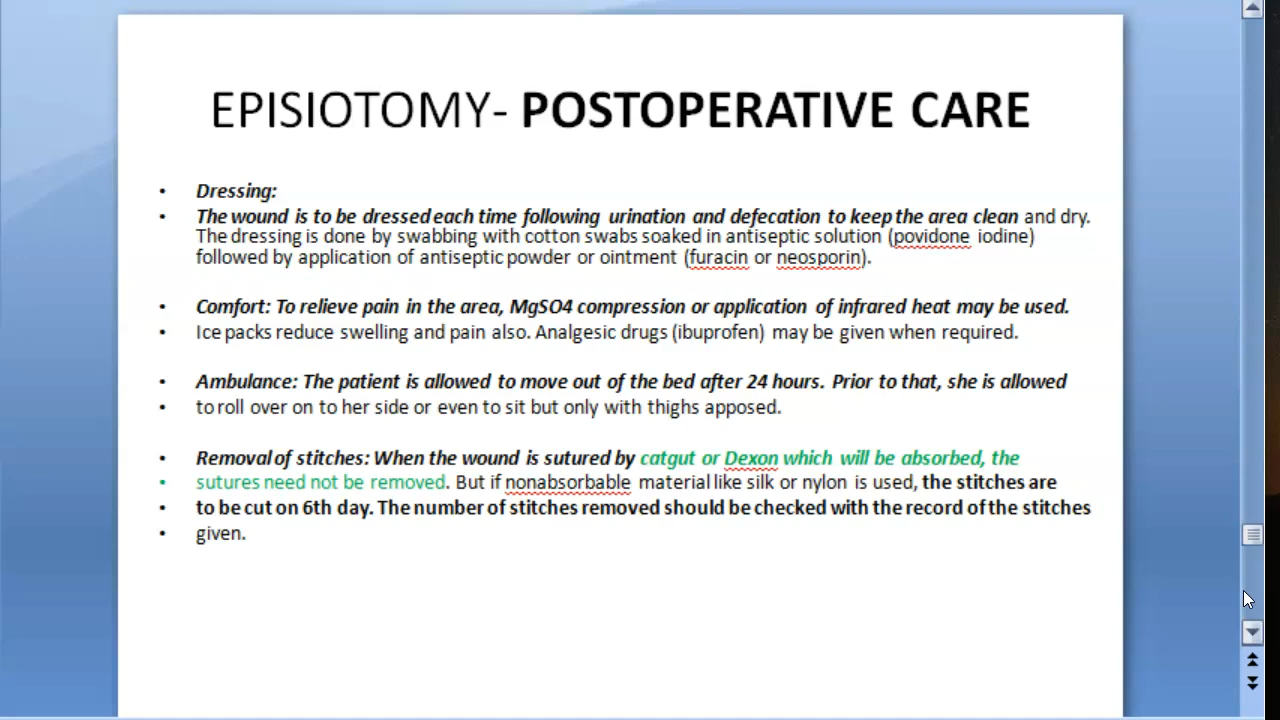 EPISIOTOMY- POSTOPERATIVE CARE
• Dressing:
• The wound is to be dressed each time following urination and defecation to keep the area clean and dry.
The dressing is done by swabbing with cotton swabs soaked in antiseptic solution (povidone iodine)
followed by application of antiseptic powder or ointment (furacin or neosporin).
• Comfort: To relieve pain in the area, MgSO4 compression or application of infrared heat may be used.
• Ice packs reduce swelling and pain also. Analgesic drugs (ibuprofen) may be given when required.
• Ambulance: The patient is allowed to move out of the bed after 24 hours. Prior to that, she is allowed
• to roll over on to her side or even to sit but only with thighs apposed.
• Removal of stitches: When the wound is sutured by catgut or Dexon which will be absorbed, the
• sutures need not be removed. But if nonabsorbable material like silk or nylon is used, the stitches are
• to be cut on 6th day. The number of stitches removed should be checked with the record of the stitches
• given.